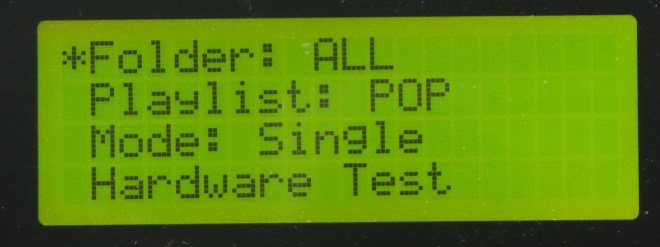 *Folder: ALL
Playlist: POP
Mode: Single
Hardware Test